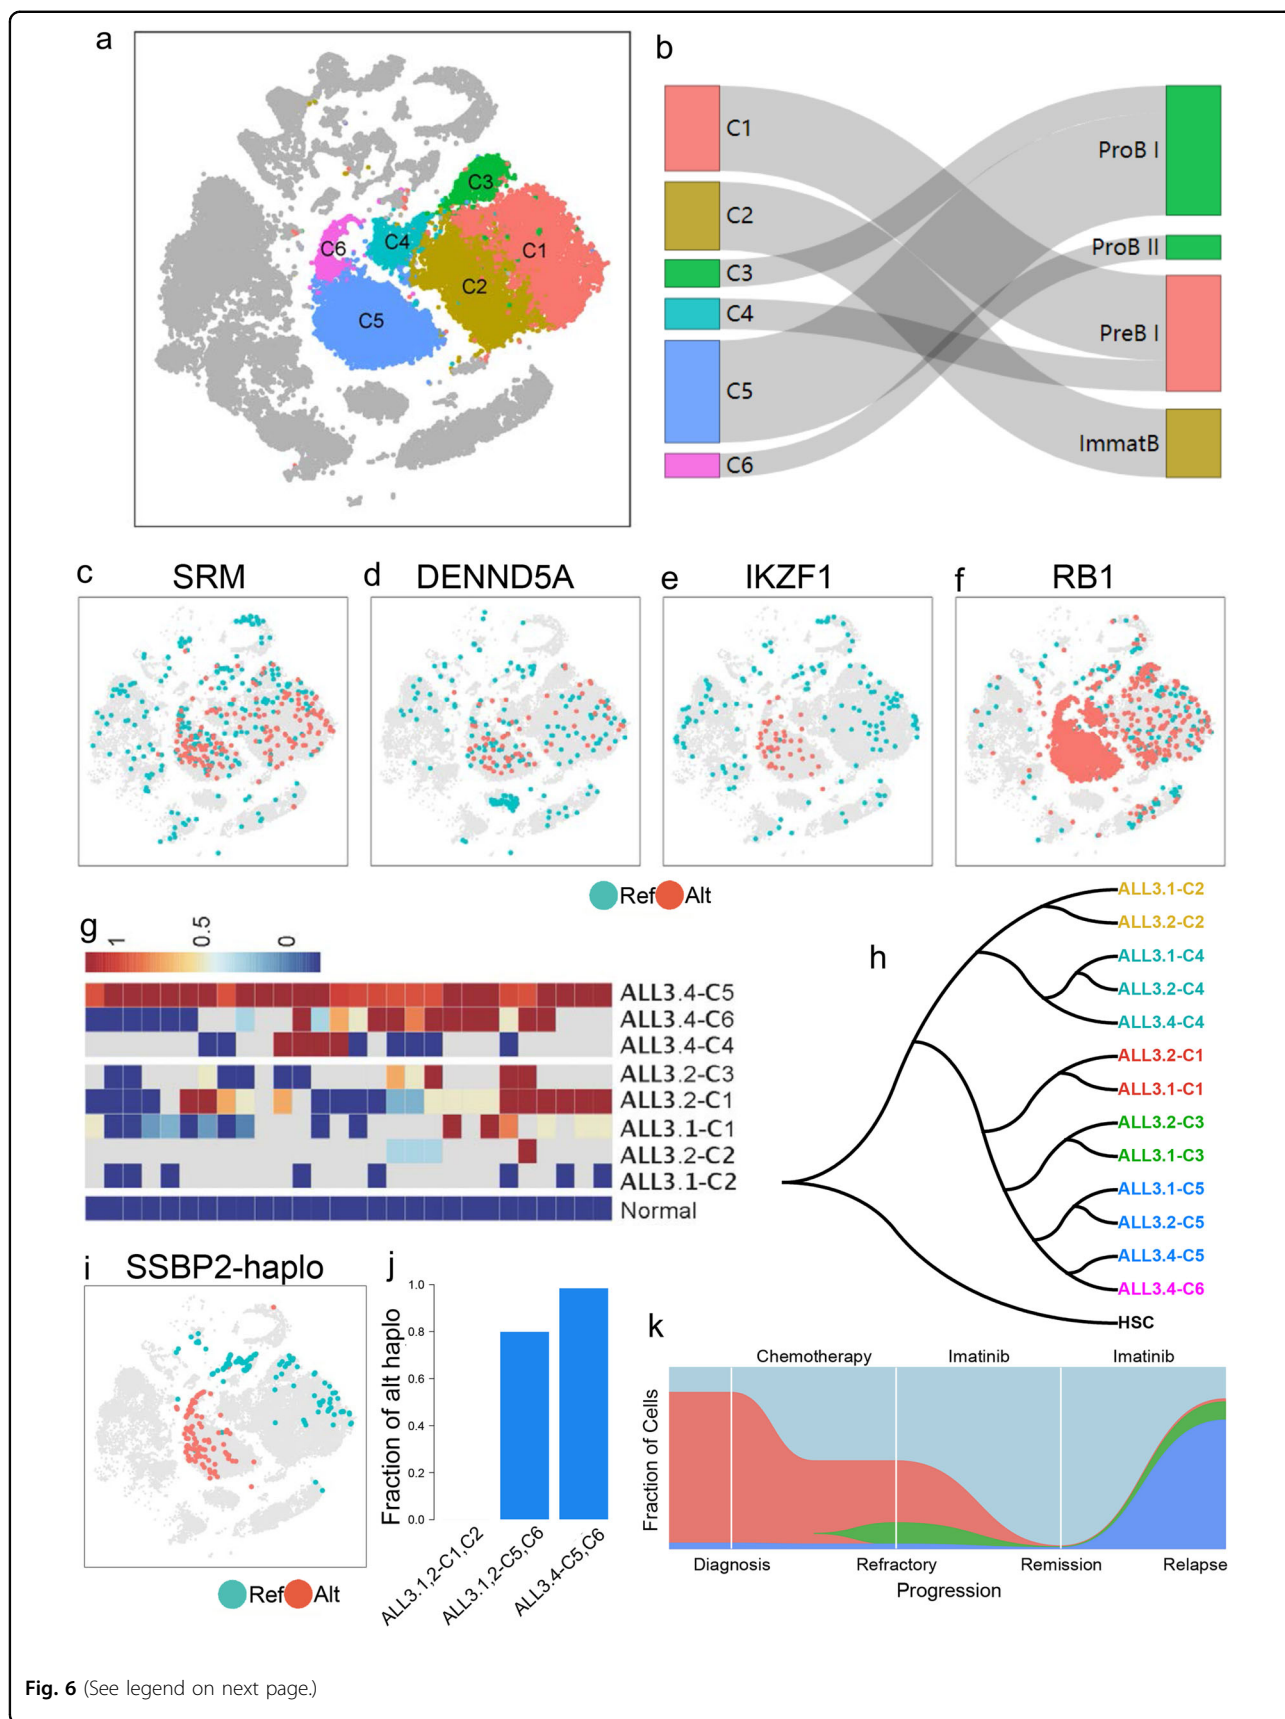 a
C1
C2
C3
C4
C5
C6
b
C1
C2
C3
C4
C5
C6
ProB I
ProB II
PreB I
ImmatB
c SRM
d DENND5A
e IKZF1
f RB1
Ref Alt
g
1 0.5 0
ALL3.4-C5
ALL3.4-C6
ALL3.4-C4
ALL3.2-C3
ALL3.2-C1
ALL3.1-C1
ALL3.2-C2
ALL3.1-C2
Normal
h
ALL3.1-C2
ALL3.2-C2
ALL3.1-C4
ALL3.2-C4
ALL3.4-C4
ALL3.2-C1
ALL3.1-C1
ALL3.2-C3
ALL3.1-C3
ALL3.1-C5
ALL3.2-C5
ALL3.4-C5
ALL3.4-C6
HSC
i SSBP2-haplo
Ref Alt
j
Fraction of alt haplo
1.0
0.8
0.6
0.4
0.2
0.0
ALL3.1,2-C1,C2
ALL3.1,2-C5,C6
ALL3.4-C5,C6
k
Chemotherapy Imatinib Imatinib
Fraction of Cells
Diagnosis Refractory Remission Relapse
Progression
Fig. 6 (See legend on next page.)